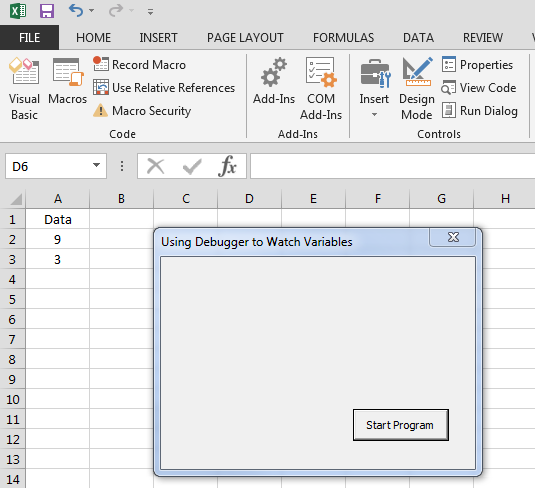 FILE HOME INSERT PAGE LAYOUT FORMULAS DATA REVIEW
Visual Basic
Macros
Record Macro
Use Relative References
Macro Security
Code
Add-Ins
COM Add-Ins
Add-Ins
Insert
Design Mode
Properties
View Code
Run Dialog
Controls
D6
fx
A B C D E F G H
1 Data
2 9
3 3
4
5
6
7
8
9
10
11
12
13
14
Using Debugger to Watch Variables
Start Program